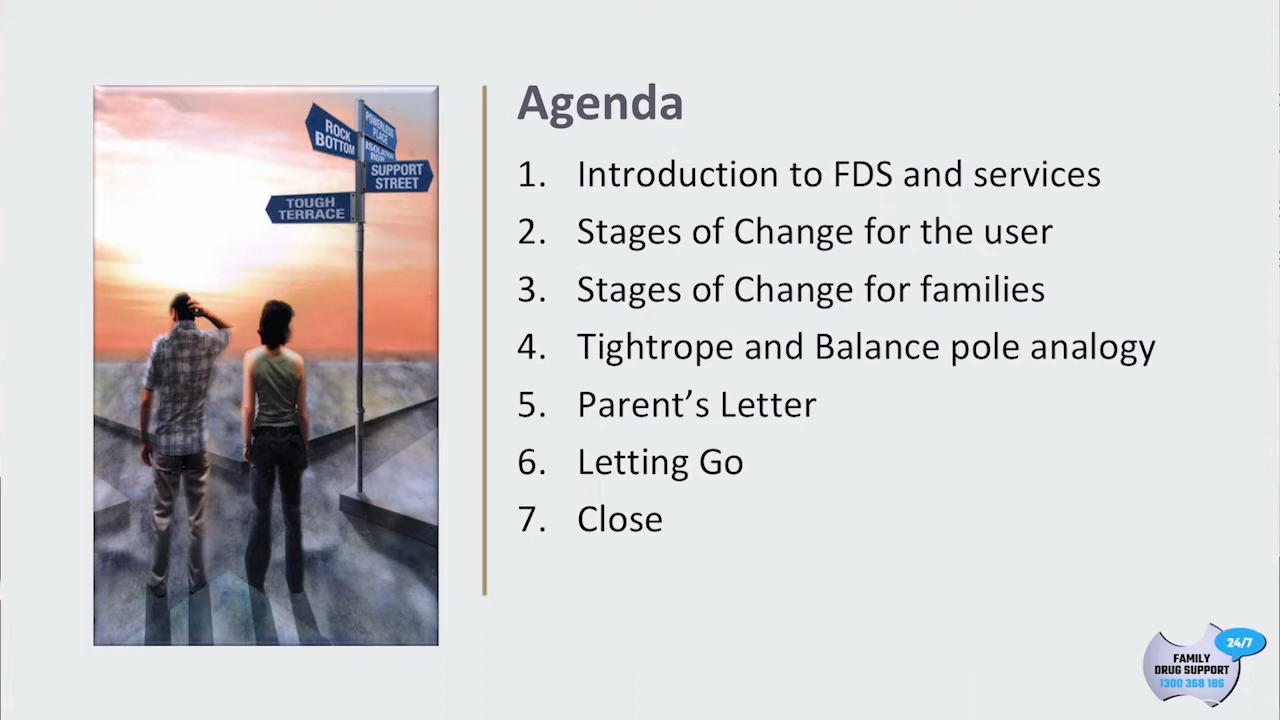 Agenda
1. Introduction to FDS and services
2. Stages of Change for the user
3. Stages of Change for families
4. Tightrope and Balance pole analogy
5. Parent’s Letter
6. Letting Go
7. Close
ROCK
BOTTOM
POWERLESS
PLACE
ISOLATION
ROW
SUPPORT
STREET
TOUGH
TERRACE
24/7
FAMILY
DRUG SUPPORT
1300 368 186